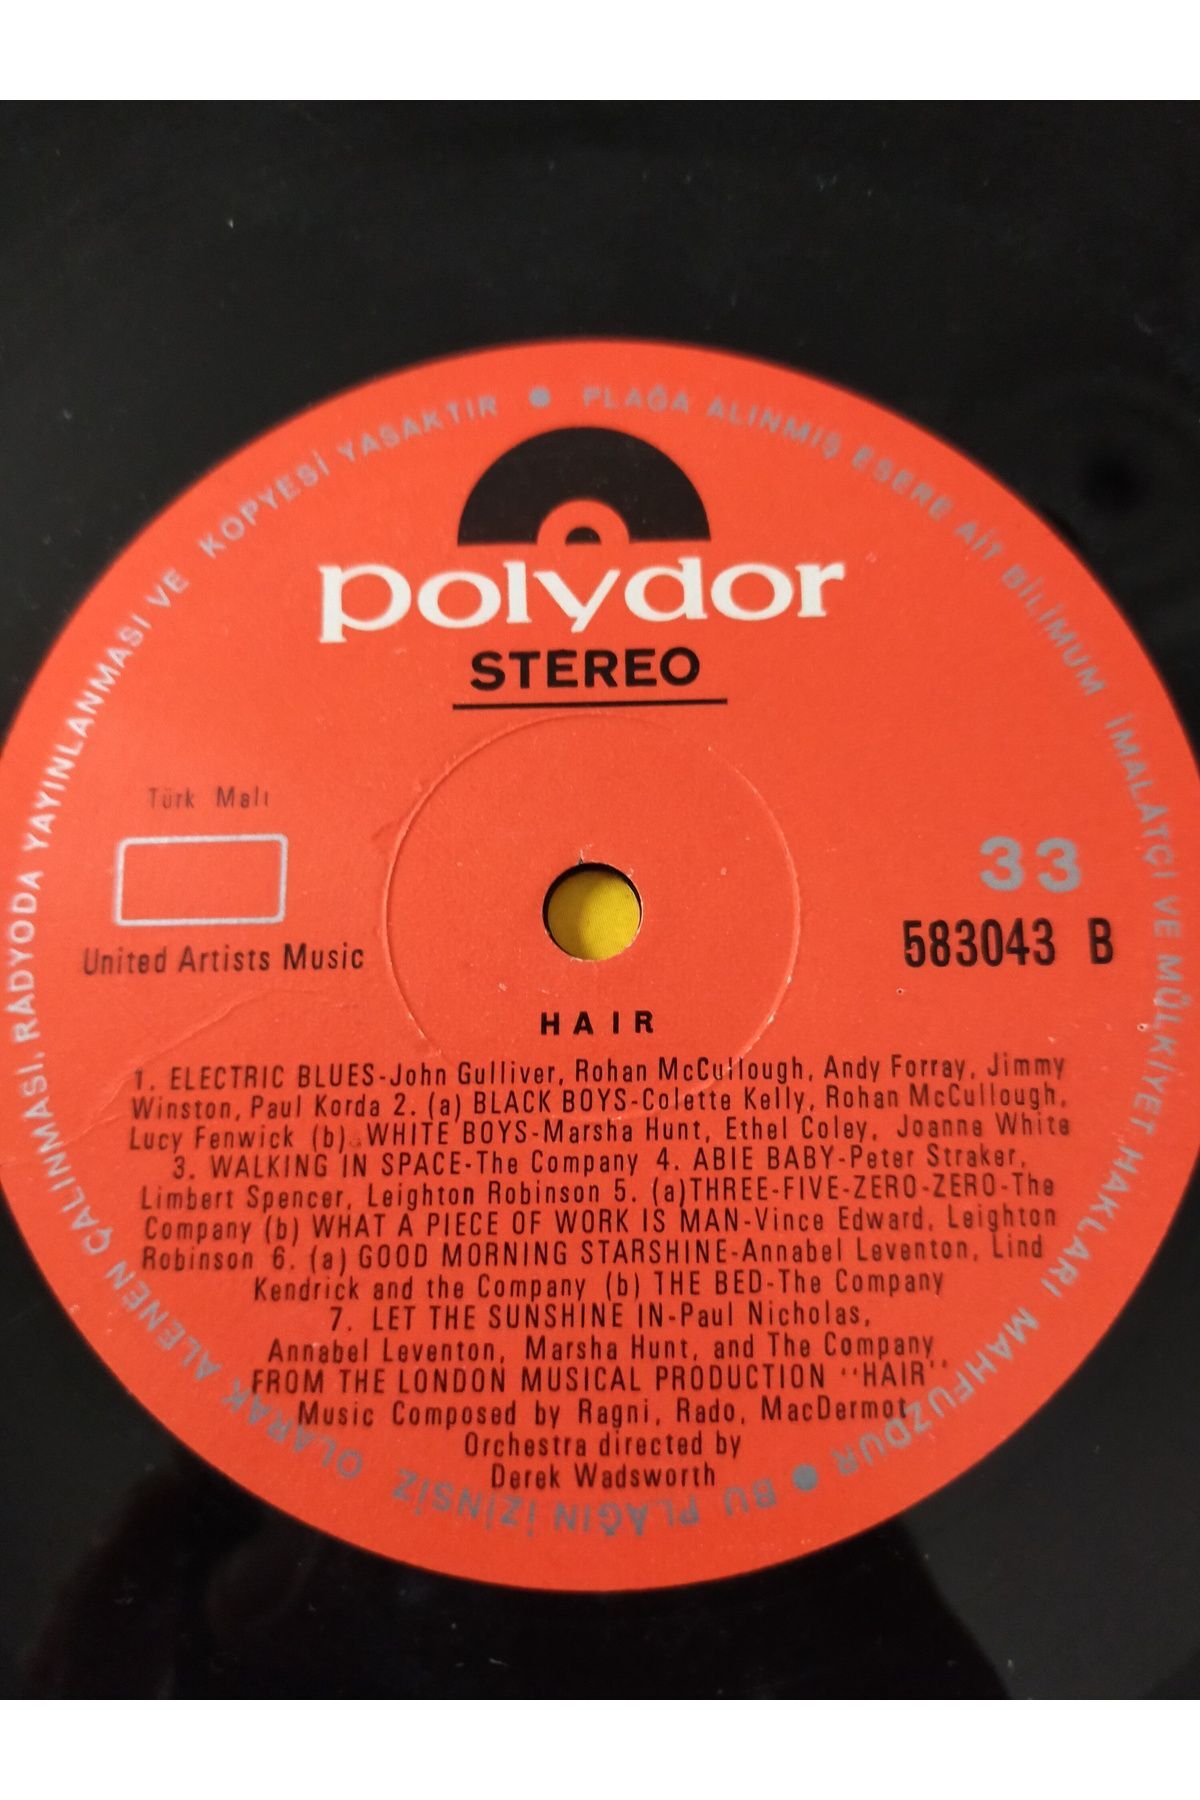 PLAĞA ALINMIŞ ESERE AİT BİLİMUM İMALATÇI VE MÜLKİYET HAKLARI MAHFUZDUR ● BU PLAĞIN İZİNSİZ OLARAK ALENEN ÇALINMASI, RADYODA YAYINLANMASI VE KOPYESİ YASAKTIR ●
polydor
STEREO
Türk Malı
33
583043 B
United Artists Music
HAIR
1. ELECTRIC BLUES-John Gulliver, Rohan McCullough, Andy Forray, Jimmy
Winston, Paul Korda 2. (a) BLACK BOYS-Colette Kelly, Rohan McCullough,
Lucy Fenwick (b) WHITE BOYS-Marsha Hunt, Ethel Coley, Joanne White
3. WALKING IN SPACE-The Company 4. ABIE BABY-Peter Straker,
Limbert Spencer, Leighton Robinson 5. (a)THREE-FIVE-ZERO-ZERO-The
Company (b) WHAT A PIECE OF WORK IS MAN-Vince Edward, Leighton
Robinson 6. (a) GOOD MORNING STARSHINE-Annabel Leventon, Lind
Kendrick and the Company (b) THE BED-The Company
7. LET THE SUNSHINE IN-Paul Nicholas,
Annabel Leventon, Marsha Hunt, and The Company
FROM THE LONDON MUSICAL PRODUCTION "HAIR"
Music Composed by Ragni, Rado, MacDermot
Orchestra directed by
Derek Wadsworth